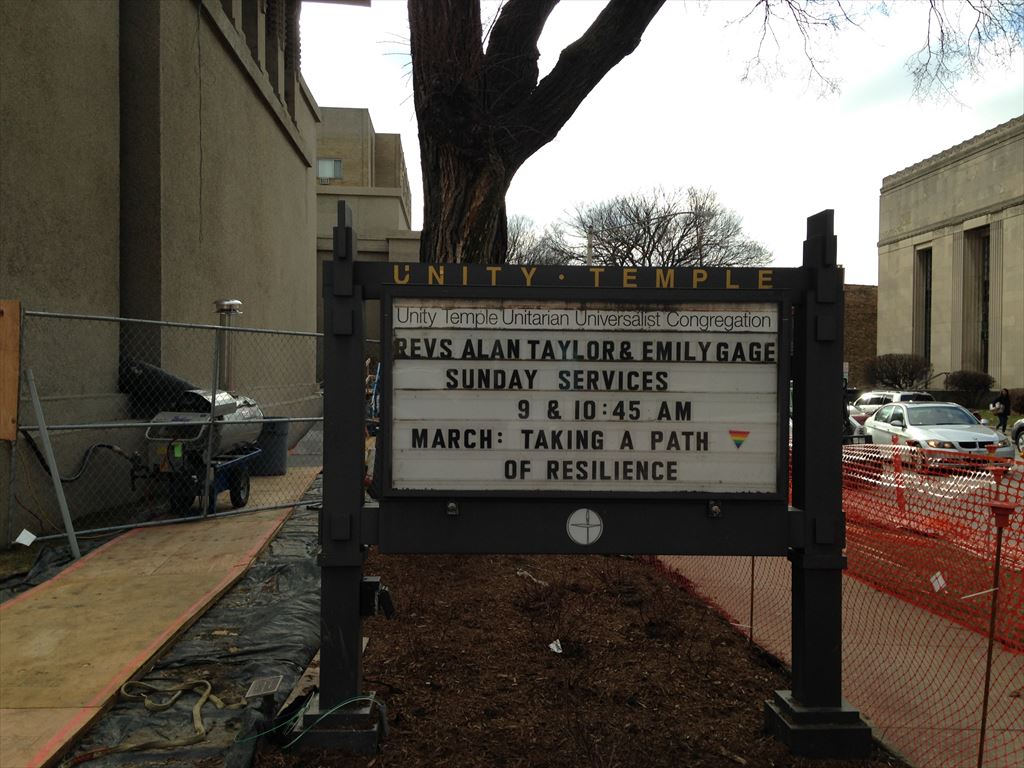 UNITY · TEMPLE
Unity Temple Unitarian Universalist Congregation
REVS ALAN TAYLOR & EMILY GAGE
SUNDAY SERVICES
9 & 10:45 AM
MARCH: TAKING A PATH
OF RESILIENCE